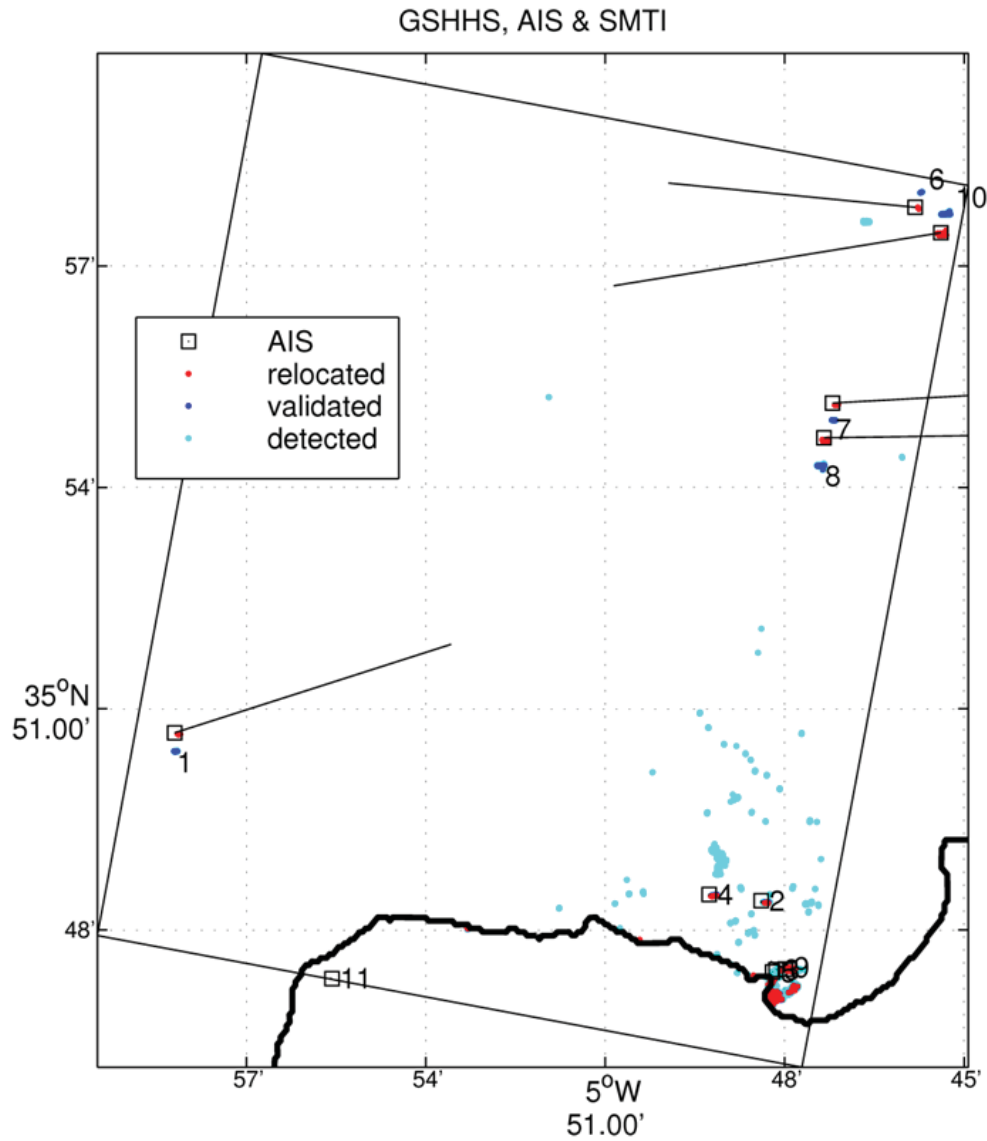 GSHHS, AIS & SMTI
6
10
57'
AIS
relocated
validated
detected
7
8
54'
35°N
51.00'
1
4
2
48'
11
9
57'
54'
5°W
51.00'
48'
45'